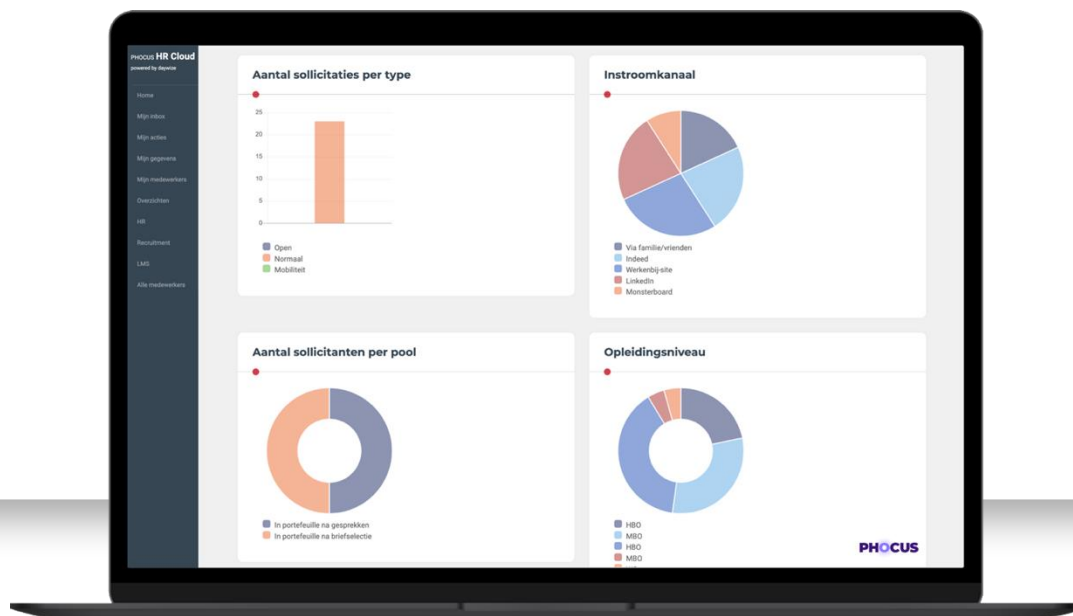 PHOCUS HR Cloud
powered by daywize
Home
Mijn inbox
Mijn acties
Mijn gegevens
Mijn medewerkers
Overzichten
HR
Recruitment
LMS
Alle medewerkers
Aantal sollicitaties per type
25
20
15
10
5
0
Open
Normaal
Mobiliteit
Instroomkanaal
Via familie/vrienden
Indeed
Werkenbij-site
LinkedIn
Monsterboard
Aantal sollicitanten per pool
In portefeuille na gesprekken
In portefeuille na briefselectie
Opleidingsniveau
HBO
MBO
HBO
MBO
PHOCUS